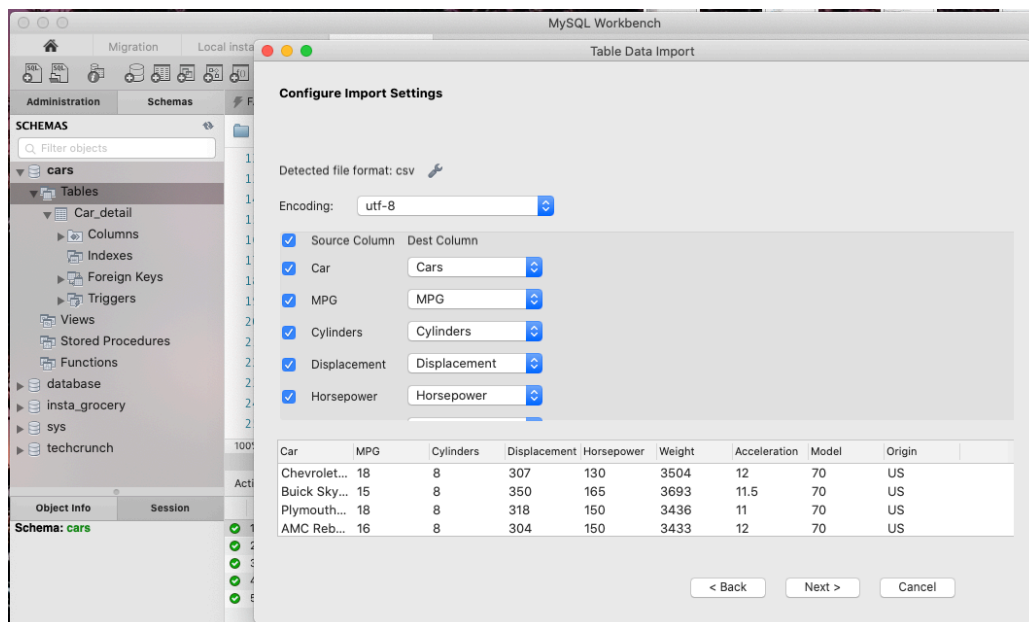 MySQL Workbench
Migration
Local insta
Table Data Import
Administration
Schemas
SCHEMAS
Filter objects
cars
Tables
Car_detail
Columns
Indexes
Foreign Keys
Triggers
Views
Stored Procedures
Functions
database
insta_grocery
sys
techcrunch
Object Info
Session
Schema: cars
100%
Acti
Configure Import Settings
Detected file format: csv
Encoding: utf-8
Source Column Dest Column
Car Cars
MPG MPG
Cylinders Cylinders
Displacement Displacement
Horsepower Horsepower
Car MPG Cylinders Displacement Horsepower Weight Acceleration Model Origin
Chevrolet... 18 8 307 130 3504 12 70 US
Buick Sky... 15 8 350 165 3693 11.5 70 US
Plymouth... 18 8 318 150 3436 11 70 US
AMC Reb... 16 8 304 150 3433 12 70 US
< Back Next > Cancel